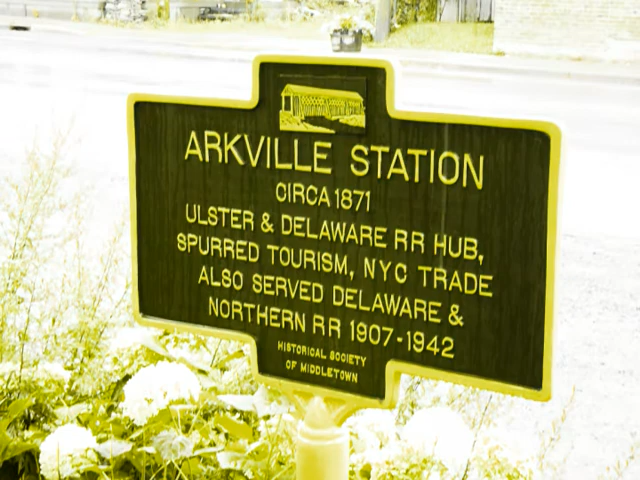 ARKVILLE STATION
CIRCA 1871
ULSTER & DELAWARE RR HUB,
SPURRED TOURISM, NYC TRADE
ALSO SERVED DELAWARE &
NORTHERN RR 1907-1942
HISTORICAL SOCIETY
OF MIDDLETOWN